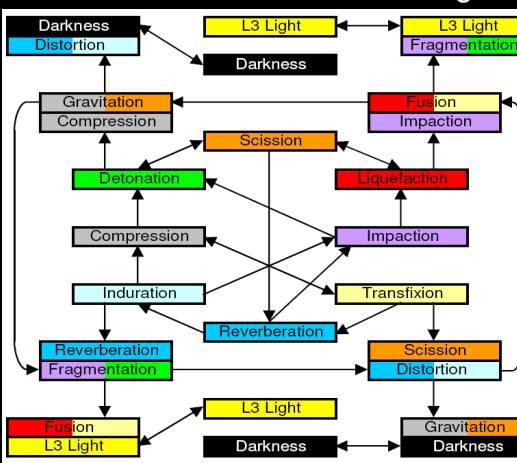 Darkness
Distortion
L3 Light
L3 Light
Fragmentation
Darkness
Gravitation
Compression
Fusion
Impaction
Scission
Detonation
Liquefaction
Compression
Impaction
Induration
Transfixion
Reverberation
Reverberation
Fragmentation
Scission
Distortion
L3 Light
Fusion
L3 Light
Gravitation
Darkness
Darkness